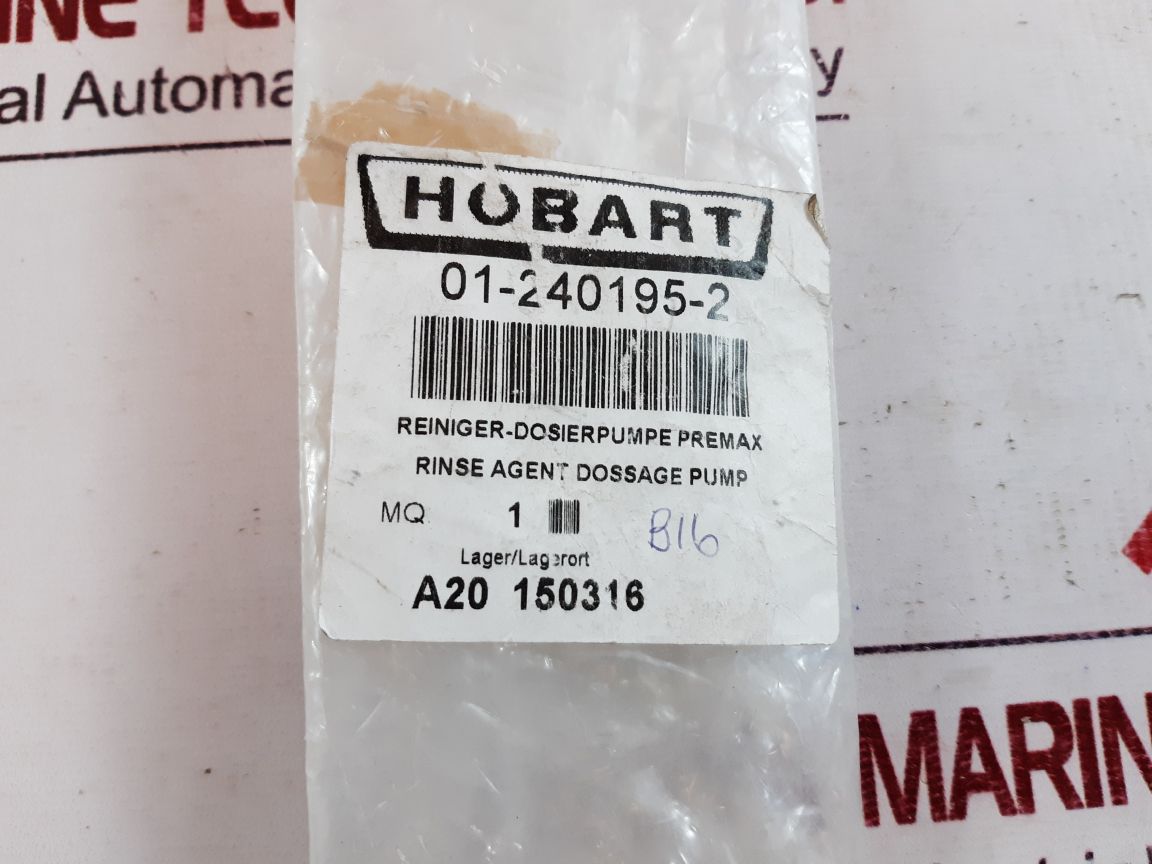 al Automa
y
HOBART
01-240195-2
REINIGER-DOSIERPUMPE PREMAX
RINSE AGENT DOSSAGE PUMP
MQ 1
B16
Lager/Lagerort
A20 150316
MARIN